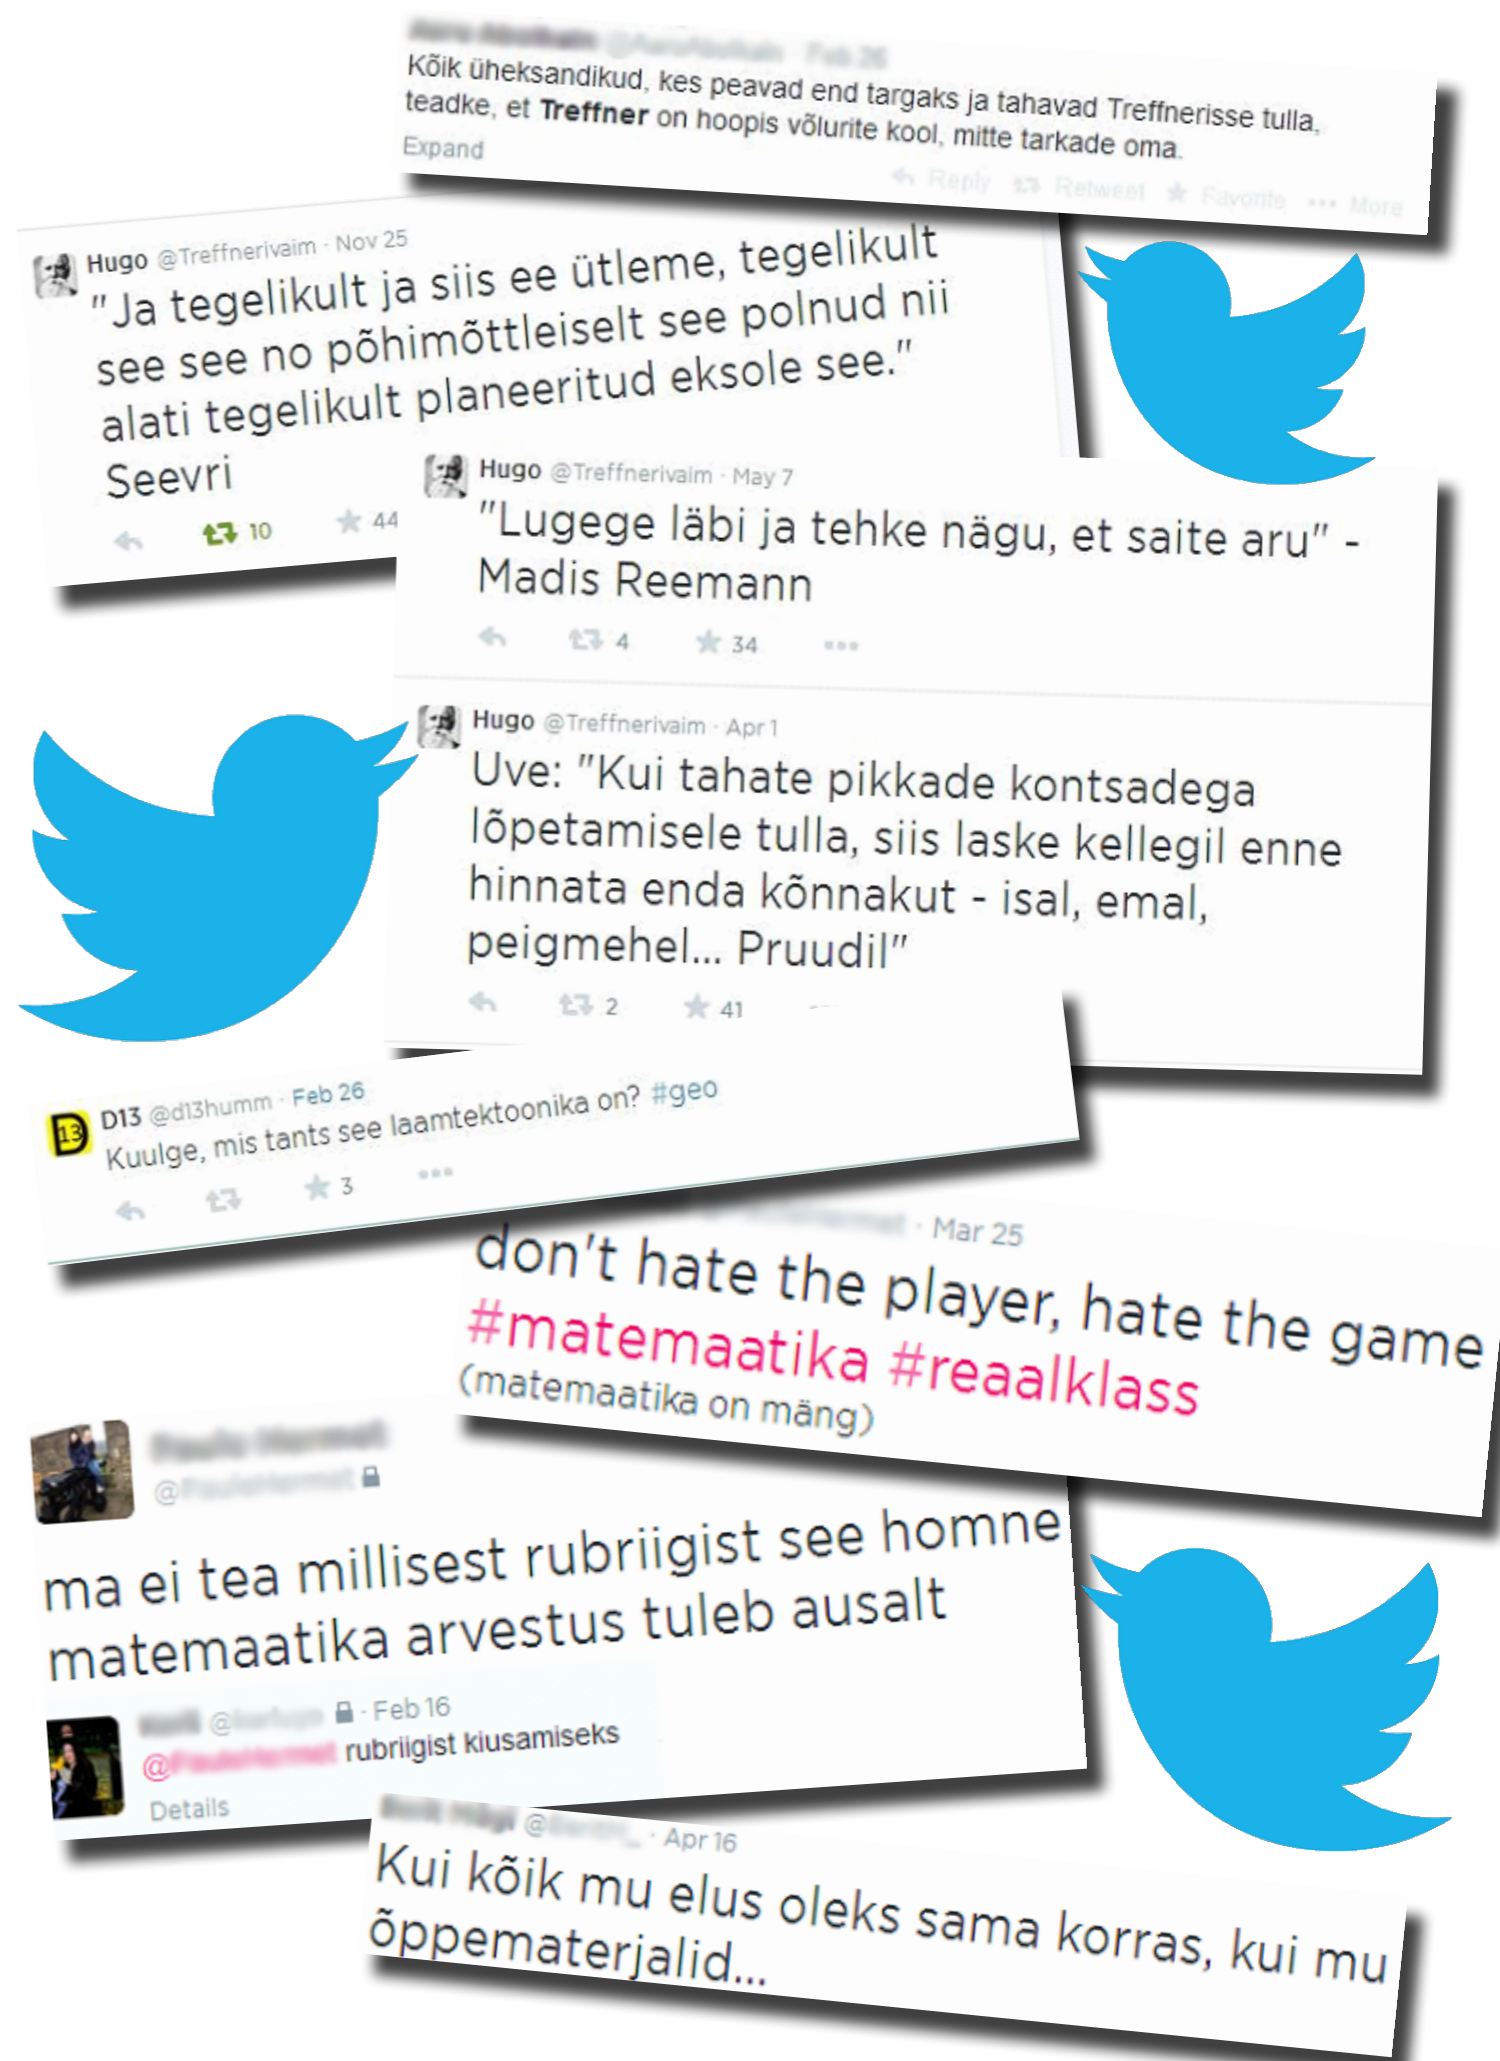 Feb 26
Kõik üheksandikud, kes peavad end targaks ja tahavad Treffnerisse tulla,
teadke, et Treffner on hoopis võlurite kool, mitte tarkade oma.
Expand
Reply Retweet Favorite More
Hugo @Treffnerivaim · Nov 25
"Ja tegelikult ja siis ee ütleme, tegelikult
see see no põhimõttleiselt see polnud nii
alati tegelikult planeeritud eksole see."
Seevri
10 44
Hugo @Treffnerivaim · May 7
"Lugege läbi ja tehke nägu, et saite aru" -
Madis Reemann
4 34
Hugo @Treffnerivaim · Apr 1
Uve: "Kui tahate pikkade kontsadega
lõpetamisele tulla, siis laske kellegil enne
hinnata enda kõnnakut - isal, emal,
peigmehel... Pruudil"
2 41
D13 @d13humm · Feb 26
Kuulge, mis tants see laamtektoonika on? #geo
3
· Mar 25
don't hate the player, hate the game
#matemaatika #reaalklass
(matemaatika on mäng)
ma ei tea millisest rubriigist see homne
matemaatika arvestus tuleb ausalt
· Feb 16
rubriigist kiusamiseks
Details
· Apr 16
Kui kõik mu elus oleks sama korras, kui mu
õppematerjalid...